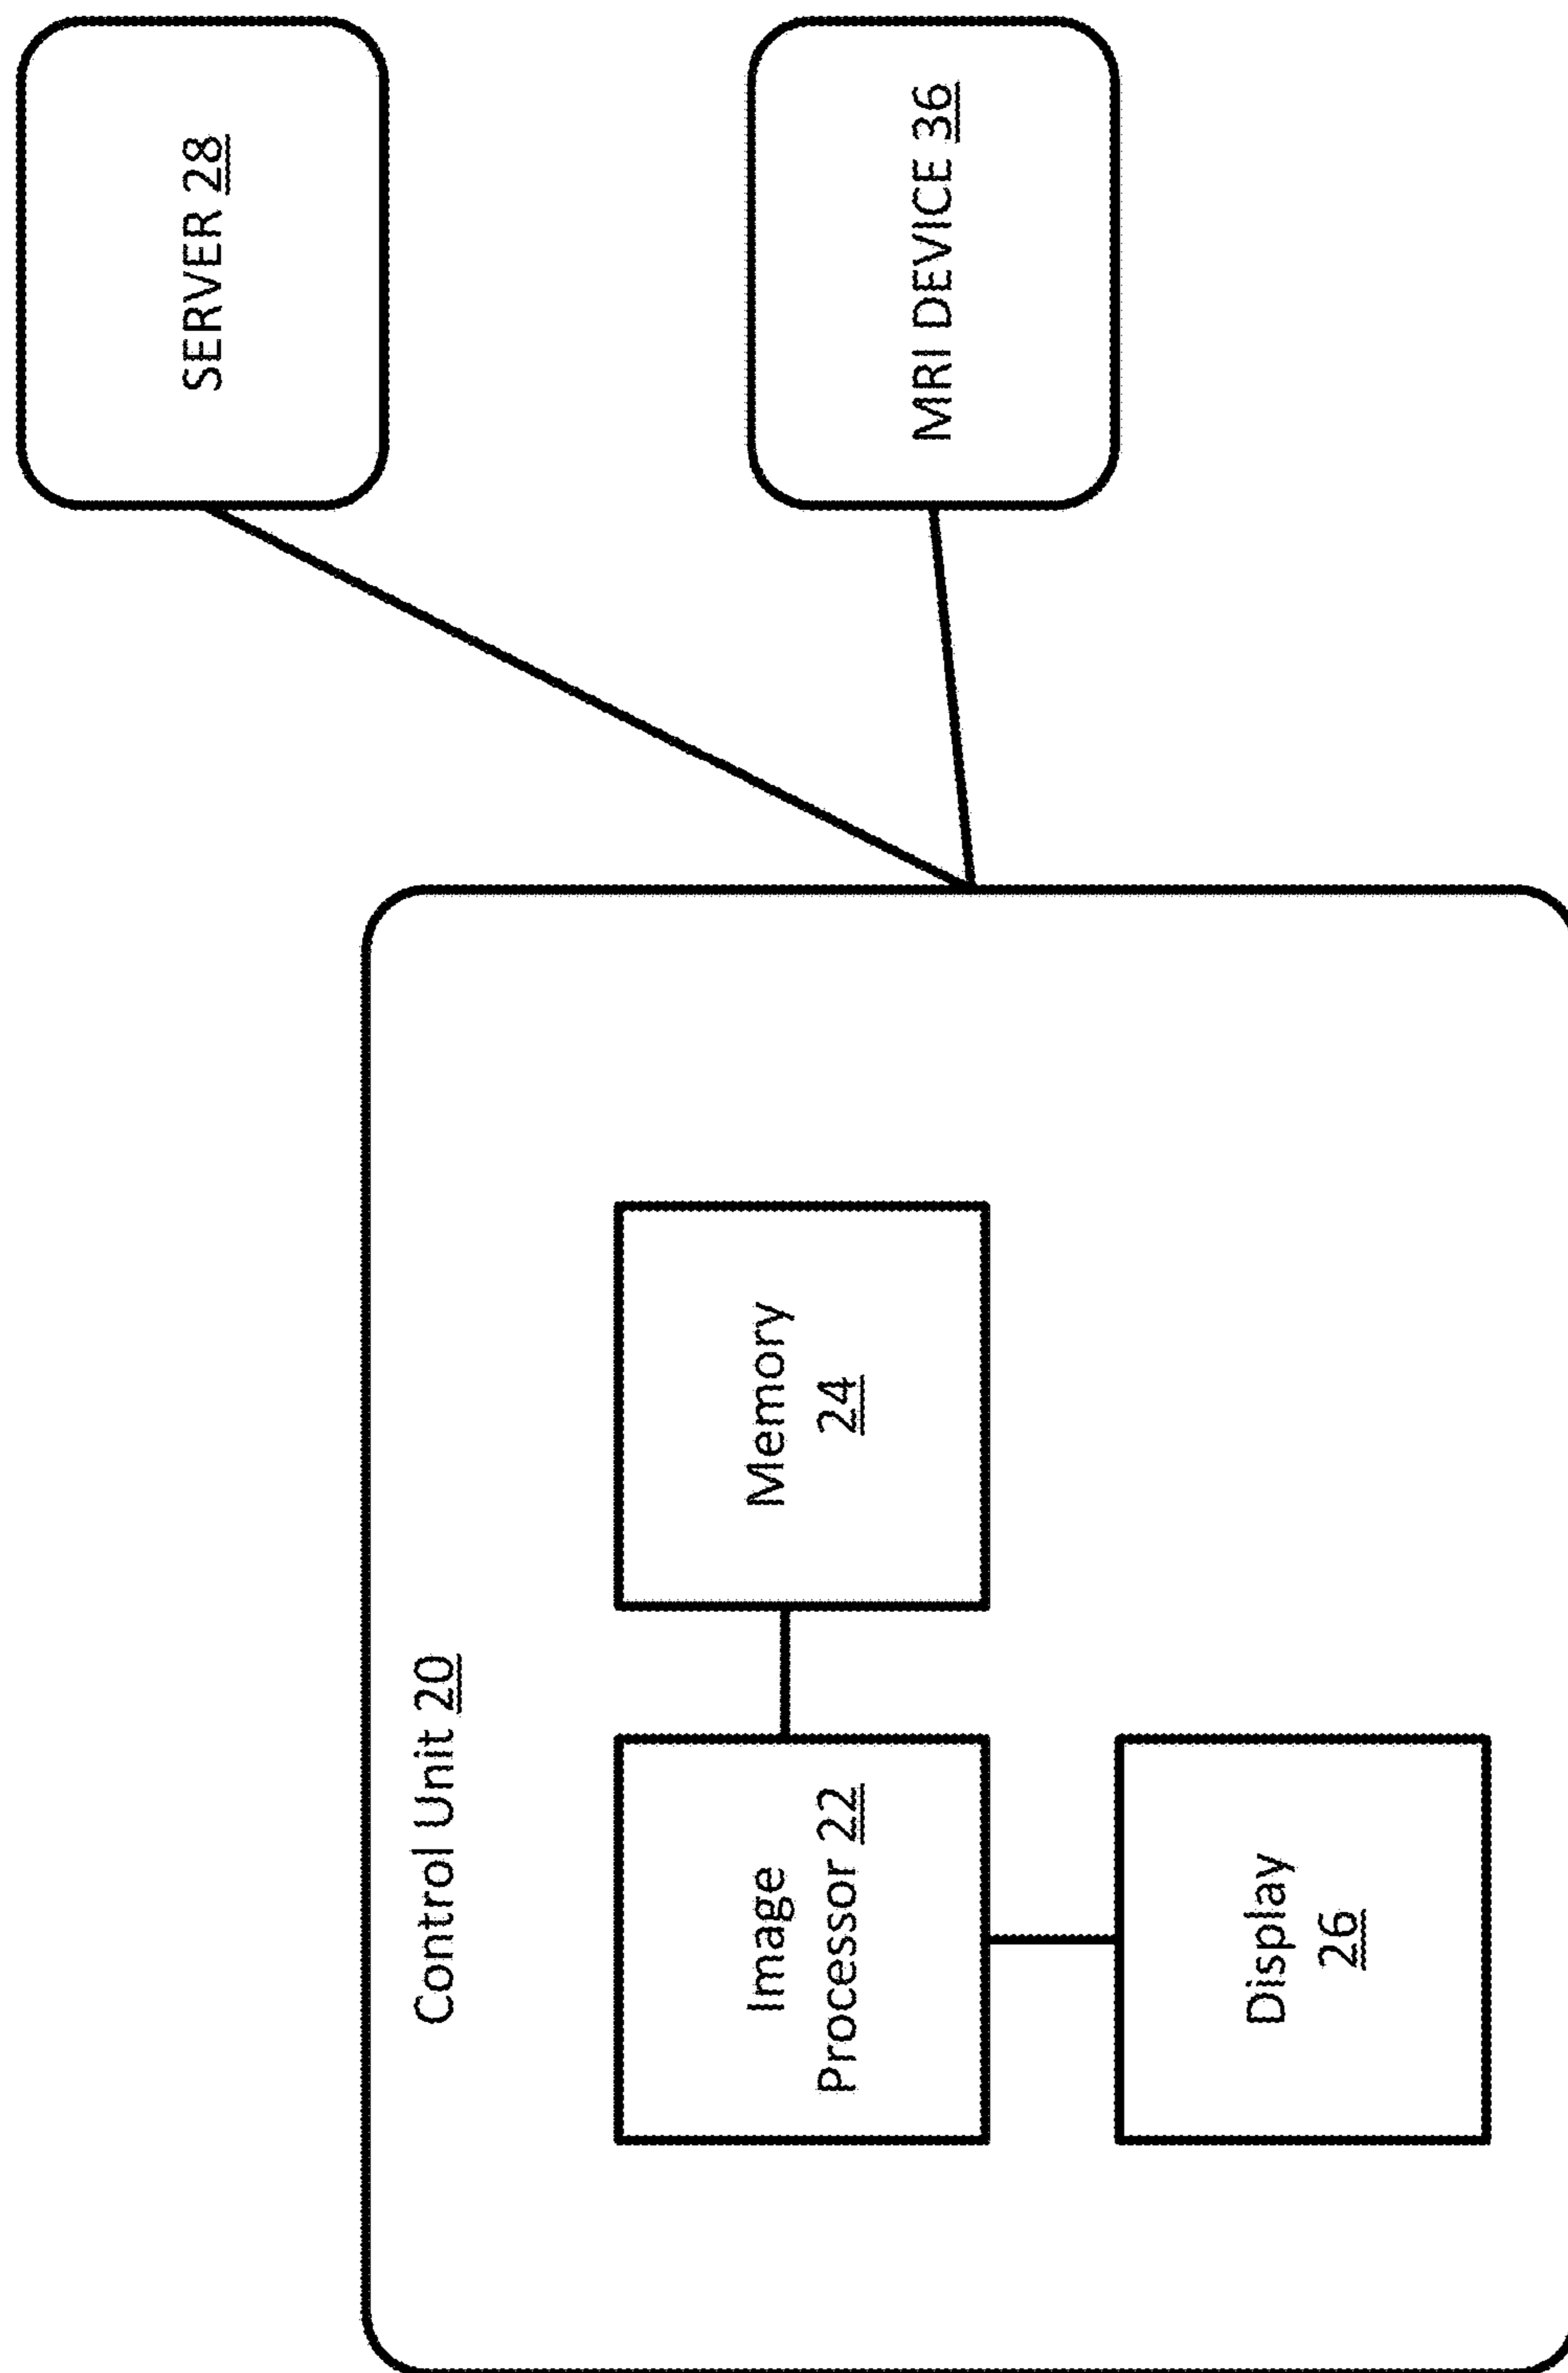 Control Unit 20
Image
Processor 22
Memory
24
Display
26
SERVER 28
MRI DEVICE 36